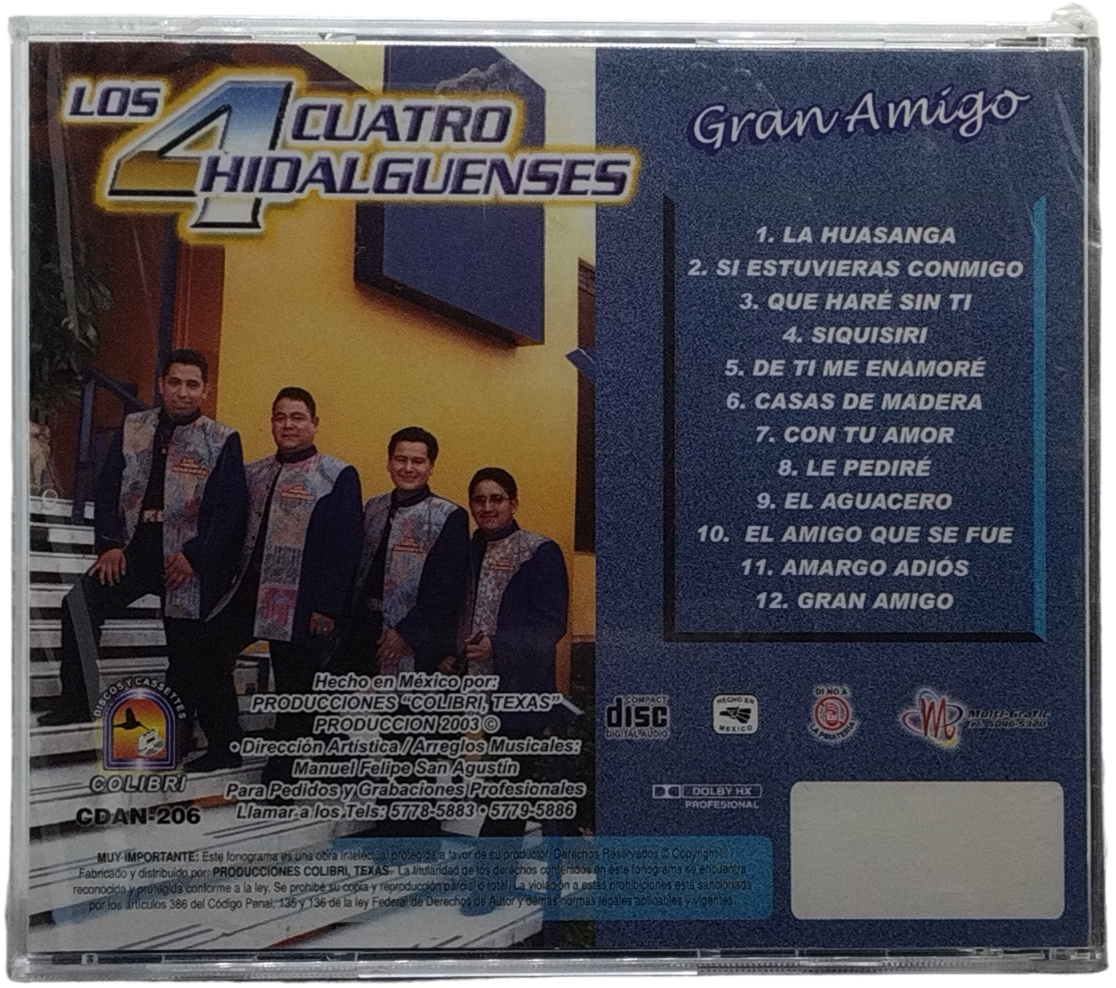 LOS 4 CUATRO
HIDALGUENSES
Gran Amigo
1. LA HUASANGA
2. SI ESTUVIERAS CONMIGO
3. QUE HARÉ SIN TI
4. SIQUISIRI
5. DE TI ME ENAMORÉ
6. CASAS DE MADERA
7. CON TU AMOR
8. LE PEDIRÉ
9. EL AGUACERO
10. EL AMIGO QUE SE FUE
11. AMARGO ADIÓS
12. GRAN AMIGO
DISCOS Y CASSETTES
COLIBRI
CDAN-206
Hecho en México por:
PRODUCCIONES "COLIBRI, TEXAS"
PRODUCCION 2003 ©
• Dirección Artística / Arreglos Musicales:
Manuel Felipe San Agustín
Para Pedidos y Grabaciones Profesionales
Llamar a los Tels: 5778-5883 • 5779-5886
COMPACT
disc
DIGITAL AUDIO
HECHO EN
MEXICO
DI NO A
LA PIRATERIA
M Multi-Grafic
5096-5920
DOLBY HX
PROFESIONAL
MUY IMPORTANTE: Este fonograma es una obra intelectual protegida a favor de su productor. Derechos Reservados © Copyright
Fabricado y distribuido por: PRODUCCIONES COLIBRI, TEXAS La titularidad de los derechos contenidos en este fonograma se encuentra
reconocida y protegida conforme a la ley. Se prohibe su copia y reproducción parcial o total. La violación a estas prohibiciones está sancionada
por los artículos 386 del Código Penal, 135 y 136 de la ley Federal de Derechos de Autor y demás normas legales aplicables y vigentes